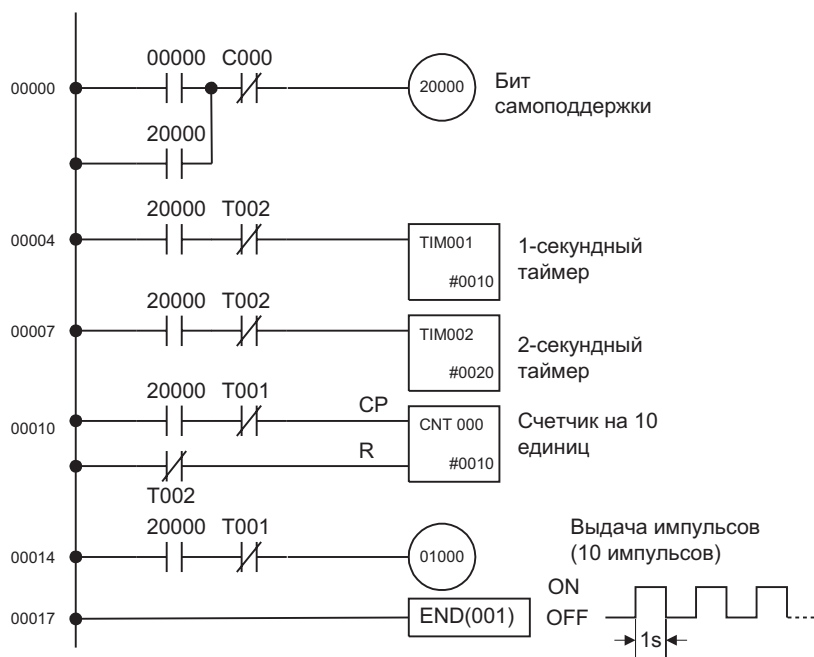 00000 C000
00000
20000
Бит
самоподдержки
20000
20000 T002
00004
TIM001
#0010
1-секундный
таймер
20000 T002
00007
TIM002
#0020
2-секундный
таймер
20000 T001
CP
00010
CNT 000
#0010
Счетчик на 10
единиц
R
T002
20000 T001
00014
01000
Выдача импульсов
(10 импульсов)
00017
END(001)
ON
OFF
1s